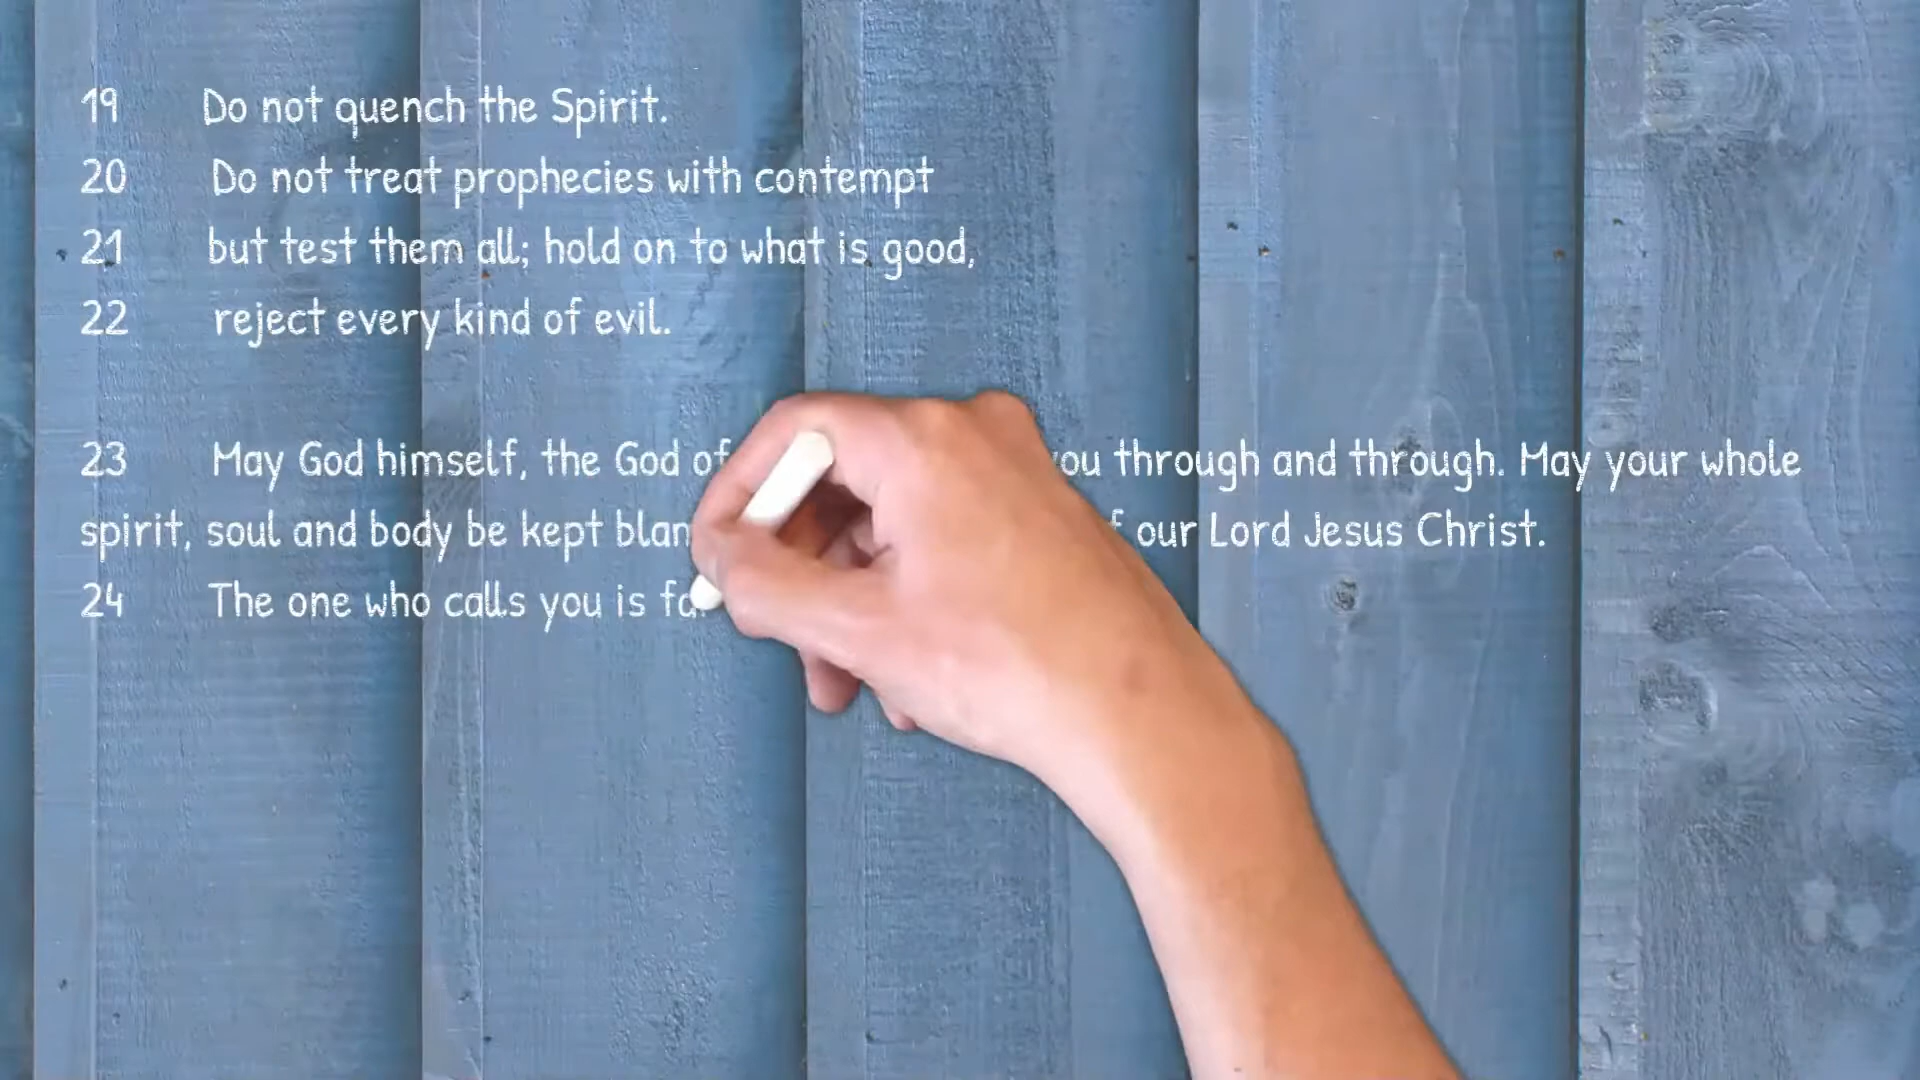 19 Do not quench the Spirit.
20 Do not treat prophecies with contempt
21 but test them all; hold on to what is good,
22 reject every kind of evil.
23 May God himself, the God of through and through. May your whole
spirit, soul and body be kept our Lord Jesus Christ.
24 The one who calls you is